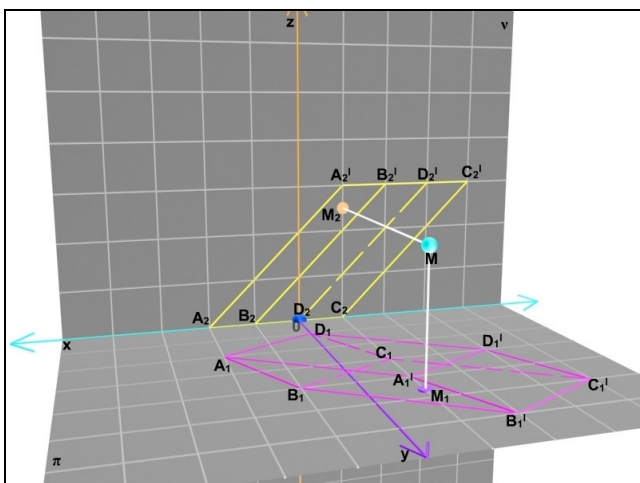 z
ν
A₂ᴵ B₂ᴵ D₂ᴵ C₂ᴵ
M₂
M
A₂ B₂ D₂ C₂
0
x
D₁
A₁ C₁ D₁ᴵ
B₁ A₁ᴵ M₁ C₁ᴵ
B₁ᴵ
π y